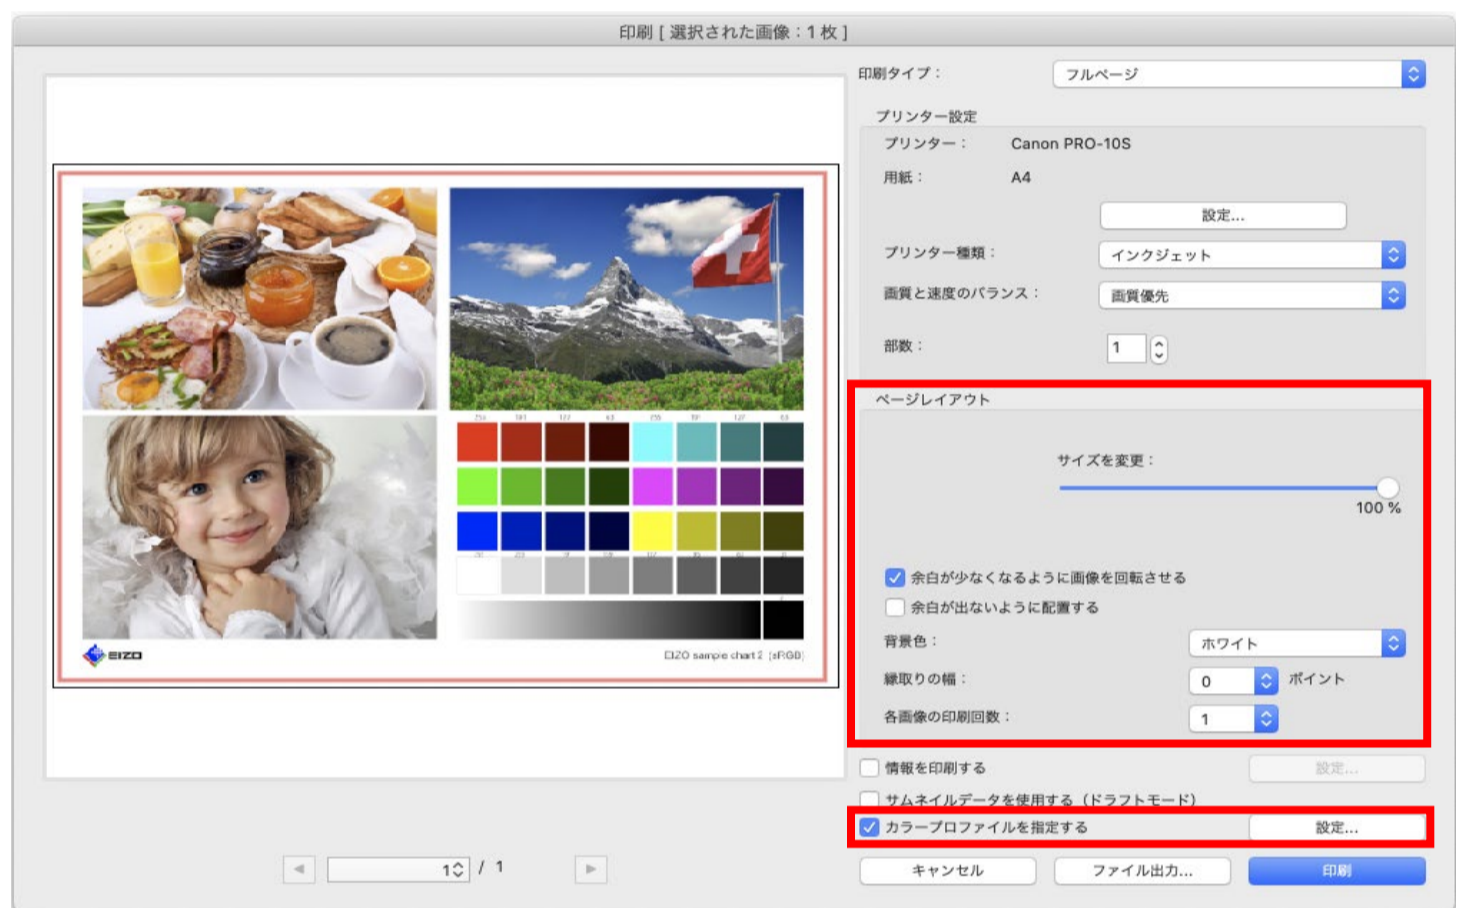 印刷 [ 選択された画像：1 枚 ]
印刷タイプ： フルページ
プリンター設定
プリンター： Canon PRO-10S
用紙： A4
設定...
プリンター種類： インクジェット
画質と速度のバランス： 画質優先
部数： 1
ページレイアウト
サイズを変更：
100 %
余白が少なくなるように画像を回転させる
余白が出ないように配置する
背景色： ホワイト
縁取りの幅： 0 ポイント
各画像の印刷回数： 1
情報を印刷する 設定...
サムネイルデータを使用する（ドラフトモード）
カラープロファイルを指定する 設定...
キャンセル ファイル出力... 印刷
127 63 255 191 127 63
EIZO EIZO sample chart 2 (sRGB)
1 / 1